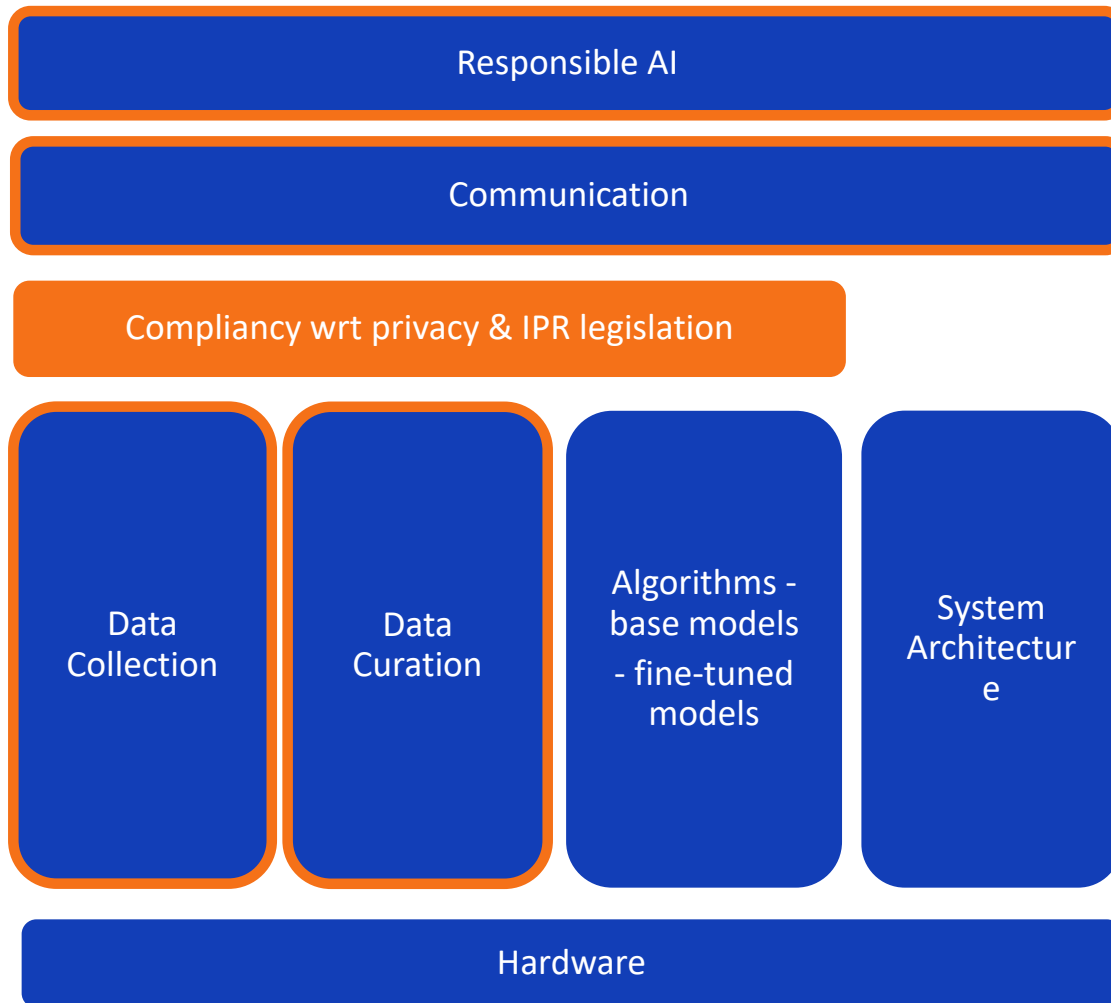 Responsible AI
Communication
Compliancy wrt privacy & IPR legislation
Data
Collection
Data
Curation
Algorithms -
base models
- fine-tuned
models
System
Architectur
e
Hardware